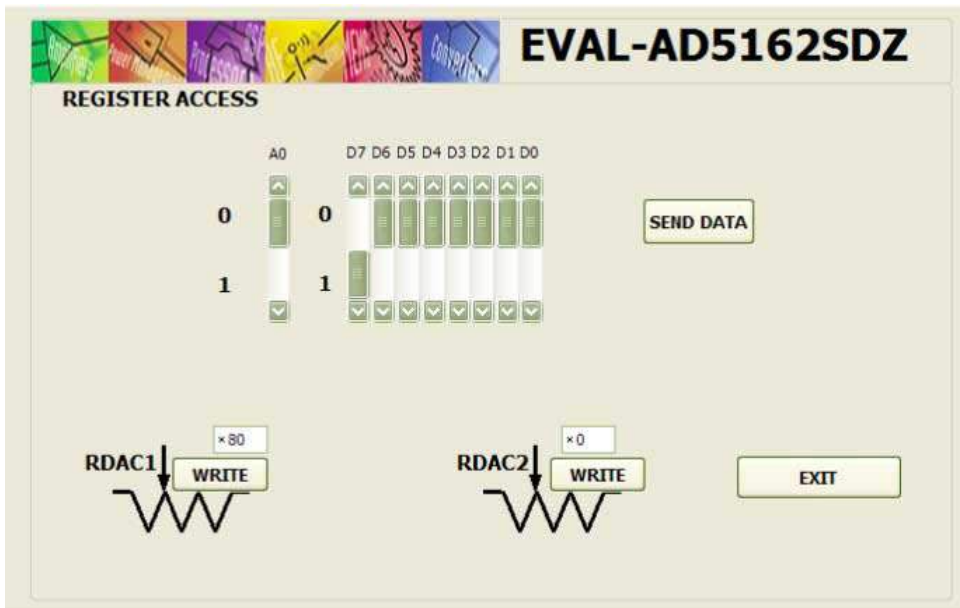 EVAL-AD5162SDZ
REGISTER ACCESS
A0 D7 D6 D5 D4 D3 D2 D1 D0
0 0
SEND DATA
1 1
×80 ×0
RDAC1 WRITE RDAC2 WRITE EXIT